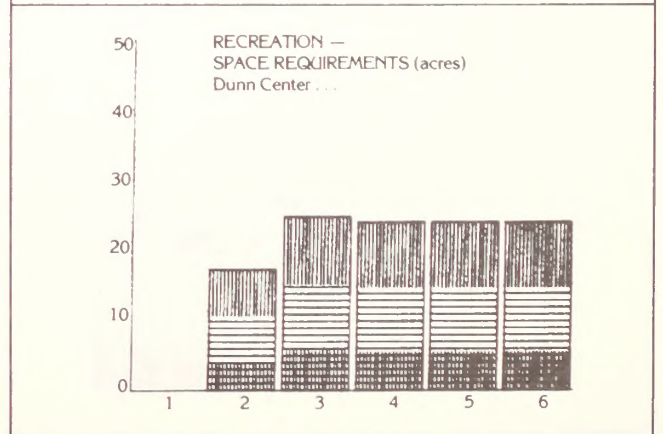 RECREATION —
SPACE REQUIREMENTS (acres)
Dunn Center . . .
50
40
30
20
10
0
1 2 3 4 5 6